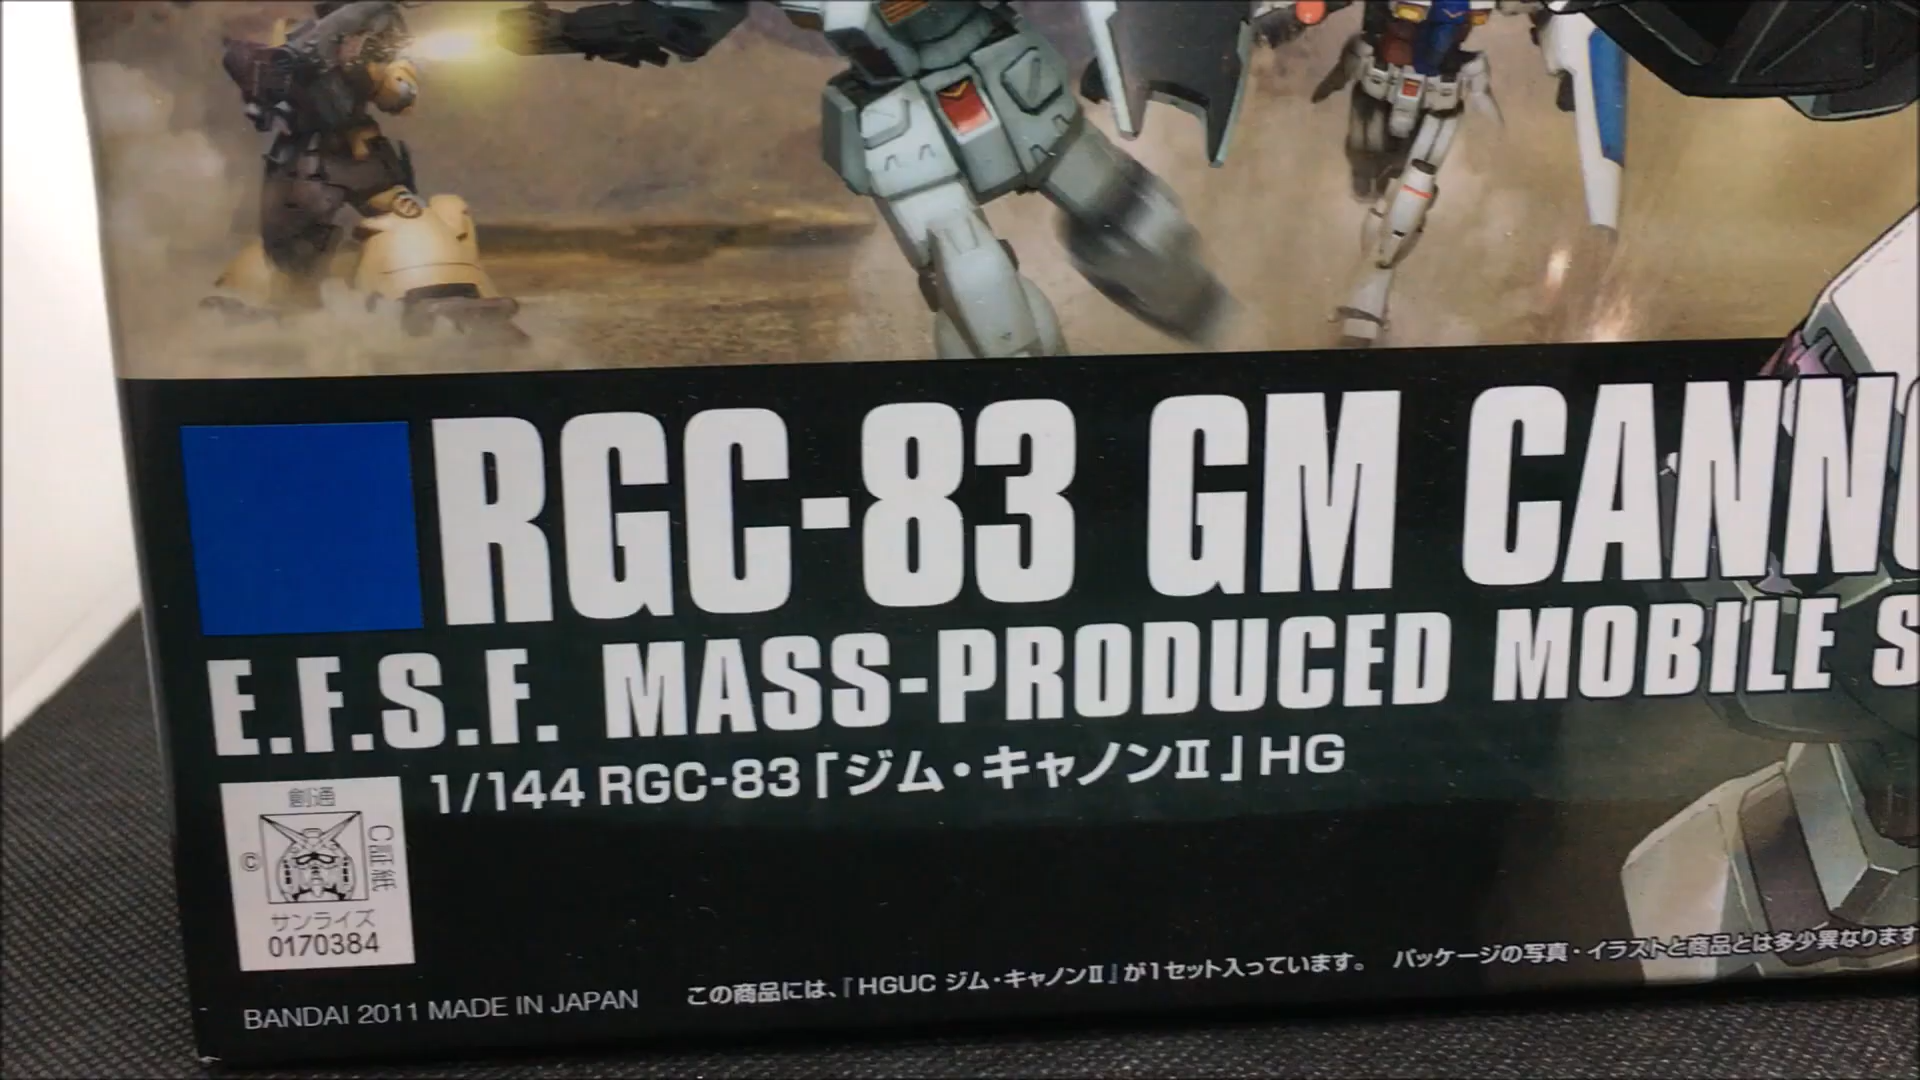 RGC-83 GM CANN
E.F.S.F. MASS-PRODUCED MOBILE S
1/144 RGC-83「ジム・キャノンⅡ」HG
創通
©
C証紙
サンライズ
0170384
BANDAI 2011 MADE IN JAPAN
この商品には、『HGUC ジム・キャノンⅡ』が1セット入っています。 パッケージの写真・イラストと商品とは多少異なります